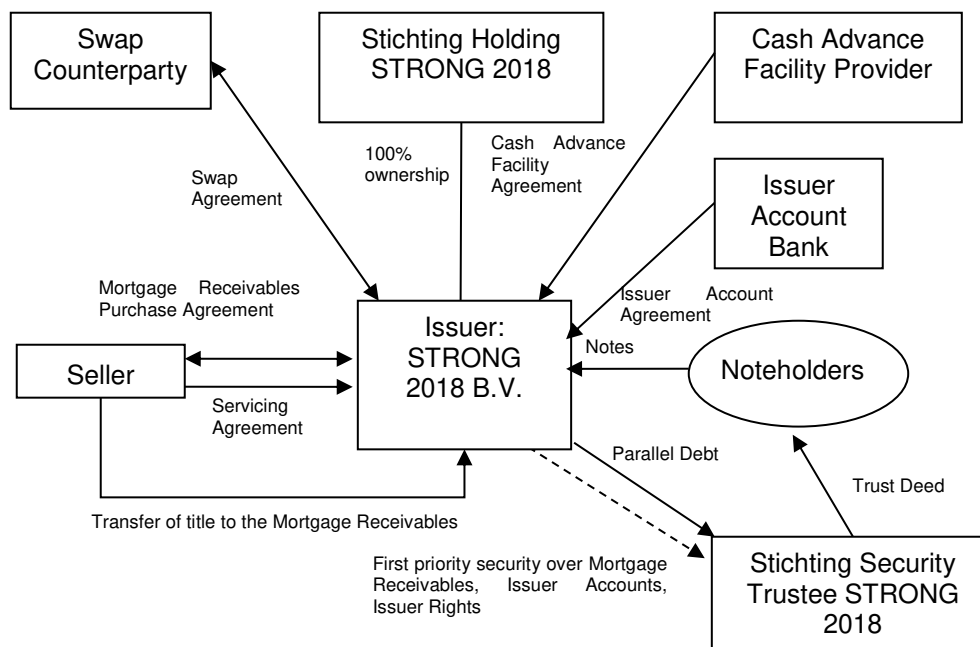 Swap
Counterparty
Stichting Holding
STRONG 2018
Cash Advance
Facility Provider
Swap
Agreement
100%
ownership
Cash Advance
Facility
Agreement
Issuer
Account
Bank
Mortgage Receivables
Purchase Agreement
Issuer Account
Agreement
Issuer:
STRONG
2018 B.V.
Notes
Seller
Noteholders
Servicing
Agreement
Parallel Debt
Trust Deed
Transfer of title to the Mortgage Receivables
First priority security over Mortgage
Receivables, Issuer Accounts,
Issuer Rights
Stichting Security
Trustee STRONG
2018